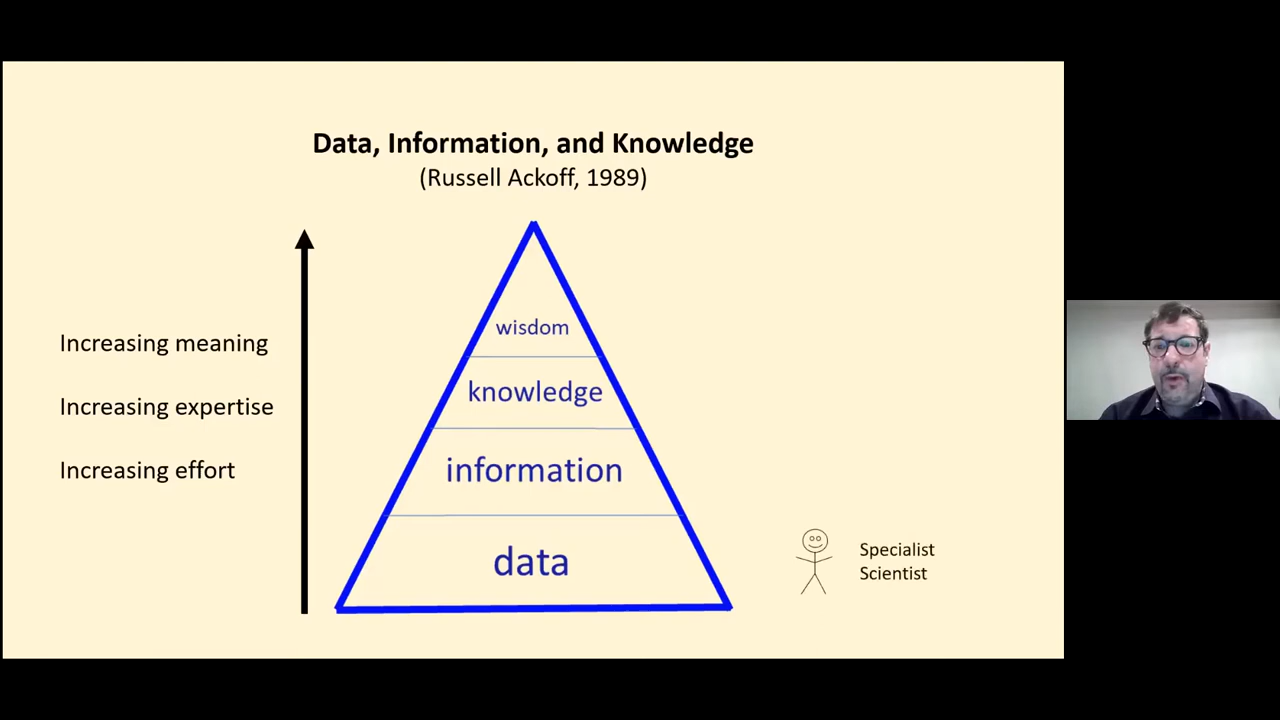 Data, Information, and Knowledge
(Russell Ackoff, 1989)
Increasing meaning
Increasing expertise
Increasing effort
wisdom
knowledge
information
data
Specialist
Scientist